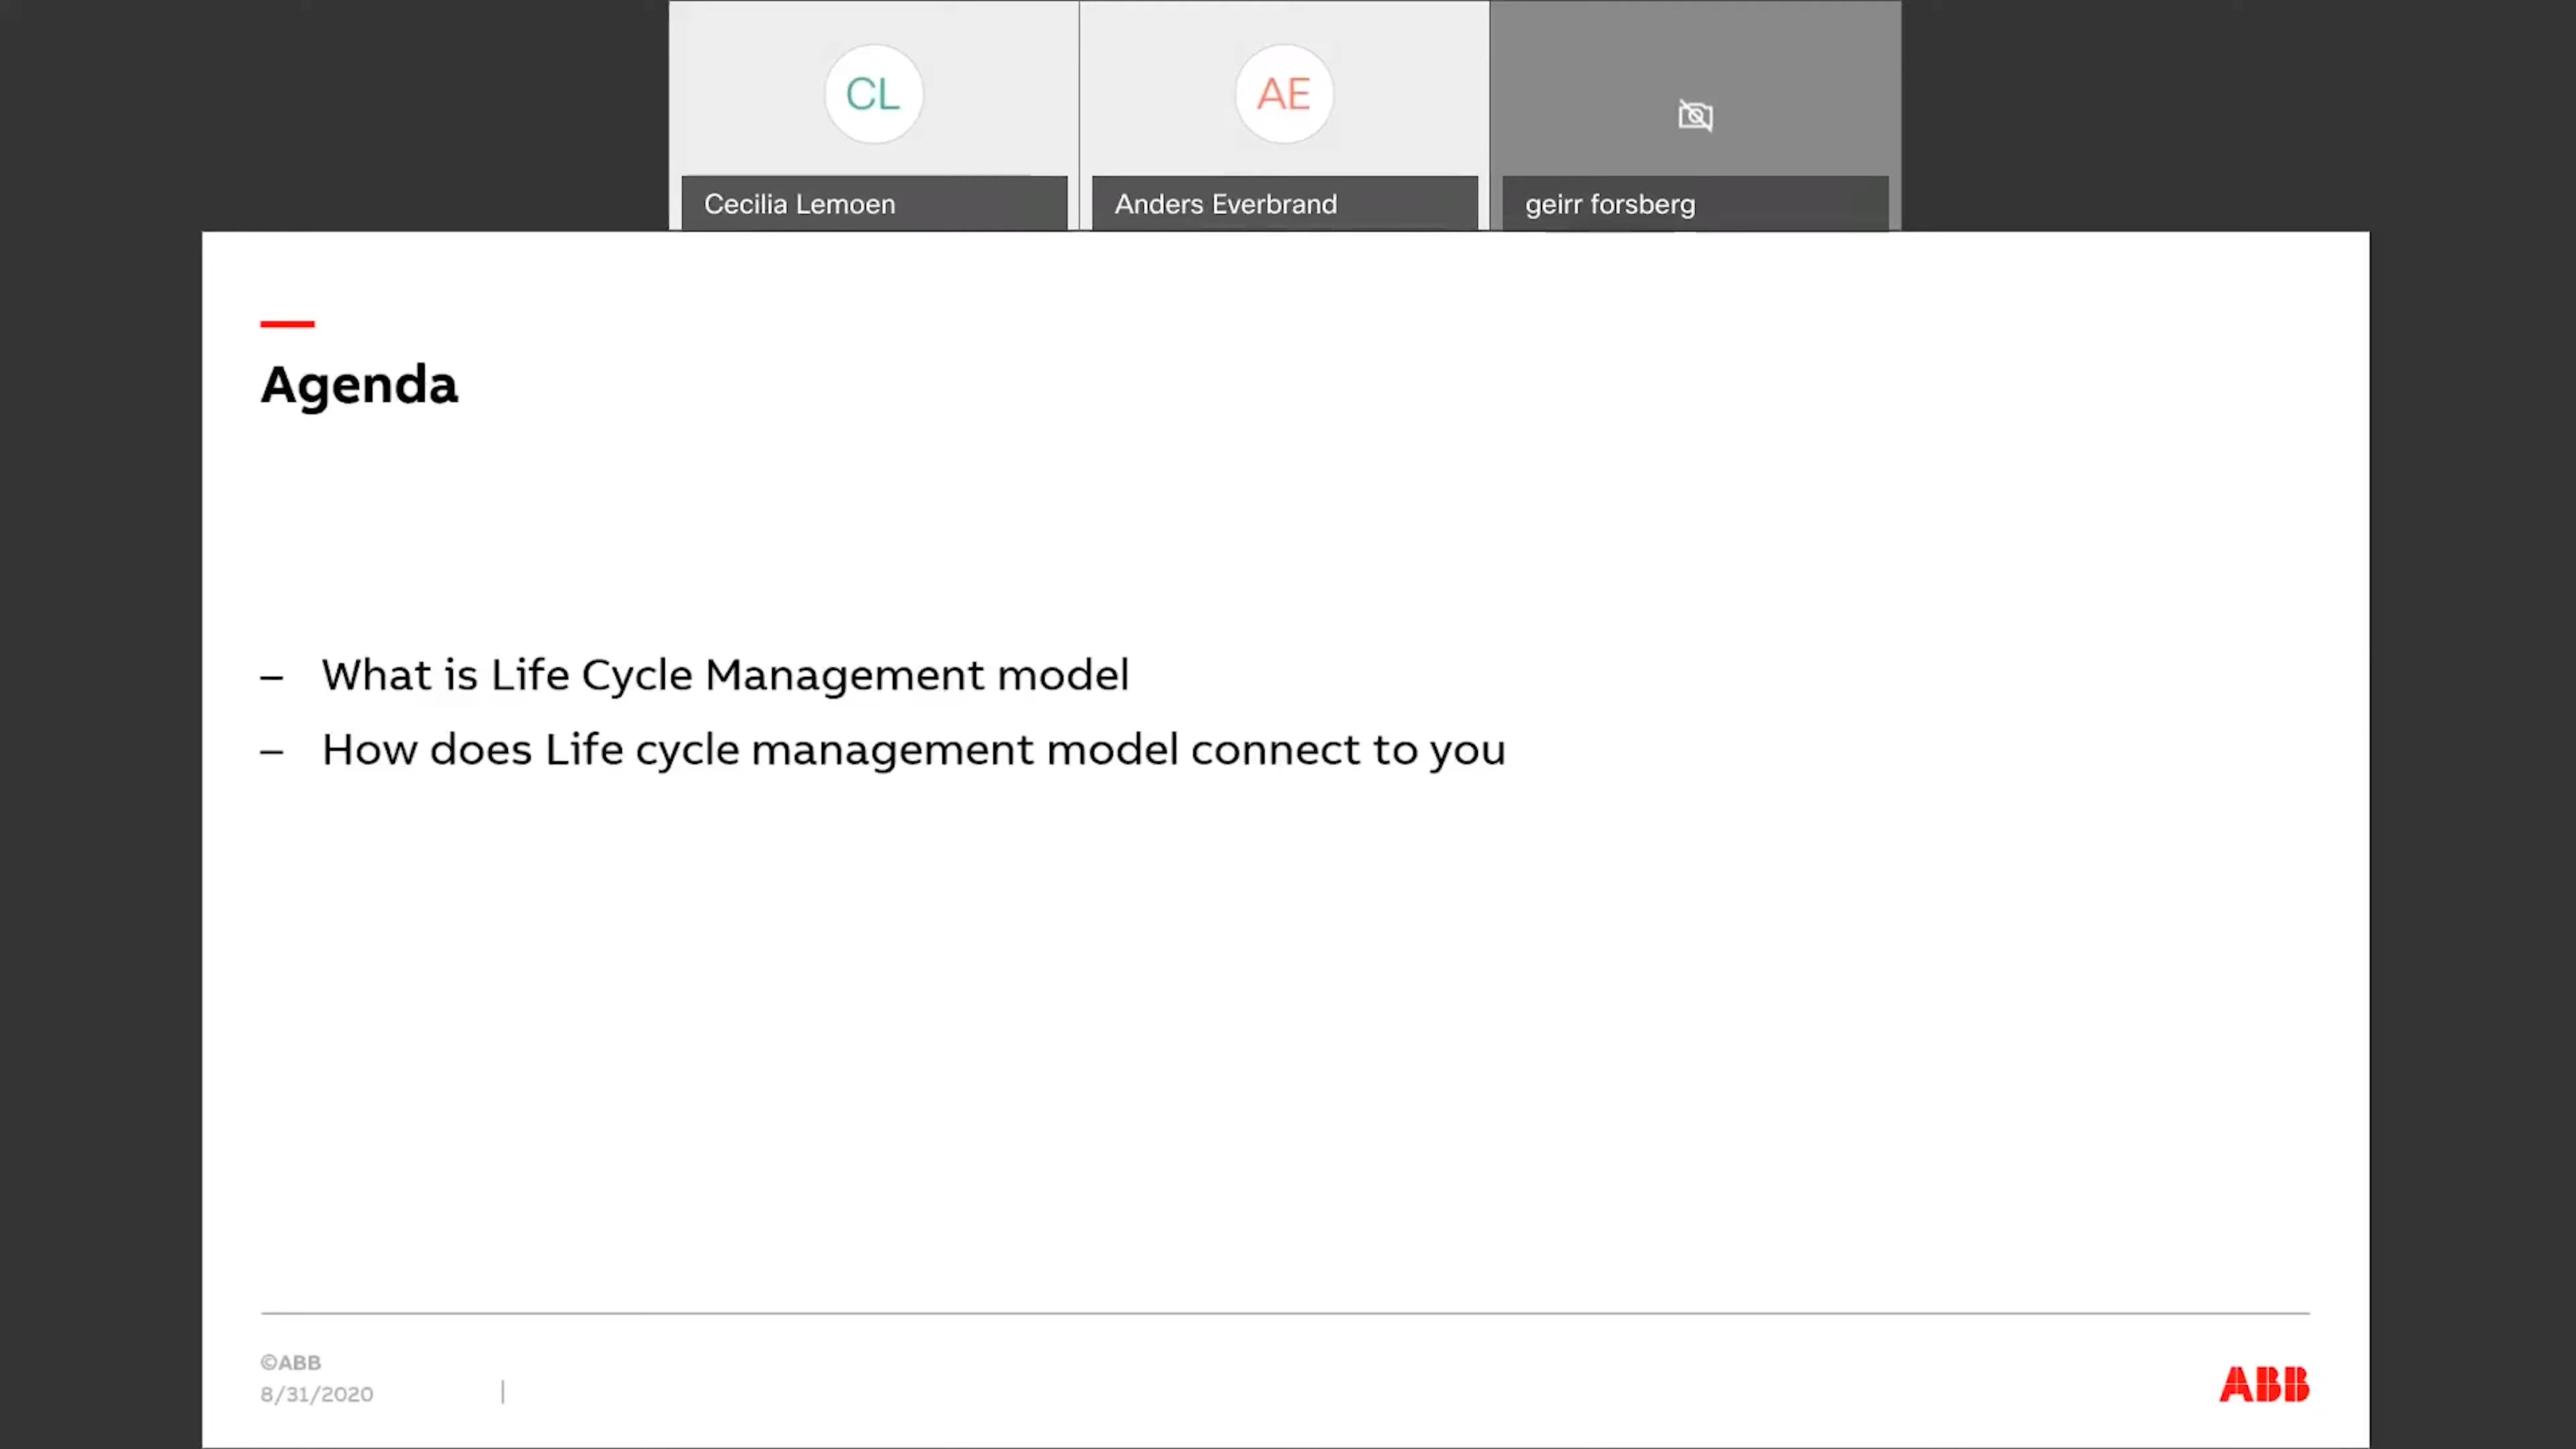 CL
AE
Cecilia Lemoen
Anders Everbrand
geirr forsberg
Agenda
– What is Life Cycle Management model
– How does Life cycle management model connect to you
©ABB
8/31/2020 |
ABB